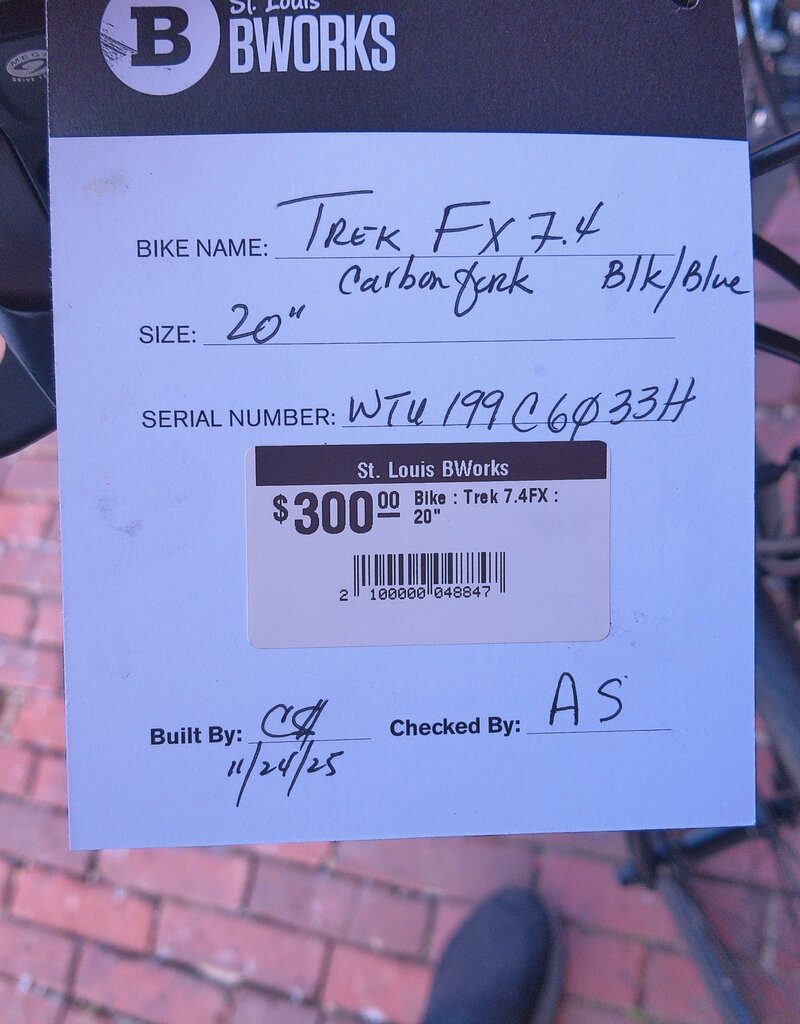 B
St. Louis
BWORKS
BIKE NAME: TREK FX 7.4
Carbon fork Blk/Blue
SIZE: 20"
SERIAL NUMBER: WTU 199 C6033H
St. Louis BWorks
$300.00 Bike : Trek 7.4FX :
20"
2 100000 048847
Built By: Checked By: AS
11/24/25